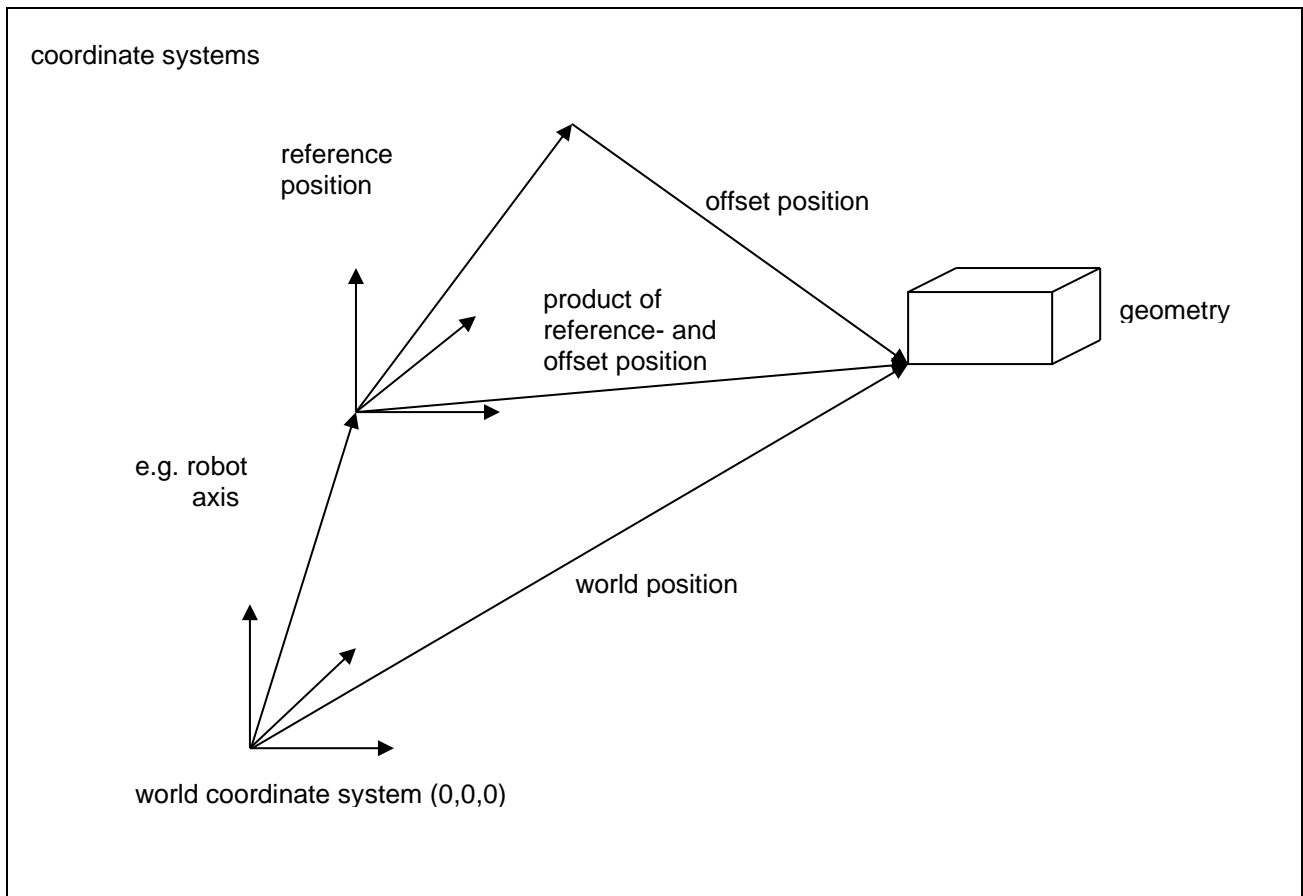 coordinate systems
reference
position
offset position
product of
reference- and
offset position
geometry
e.g. robot
axis
world position
world coordinate system (0,0,0)